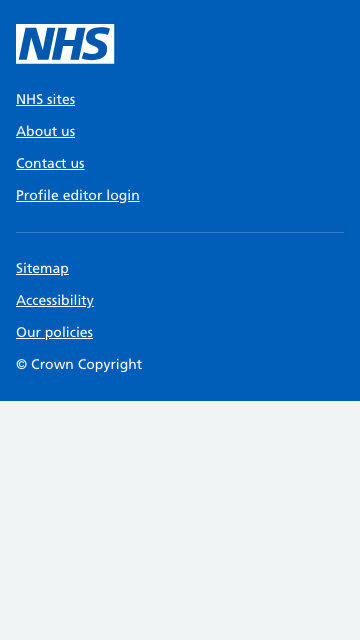 NHS
NHS sites
About us
Contact us
Profile editor login
Sitemap
Accessibility
Our policies
© Crown Copyright